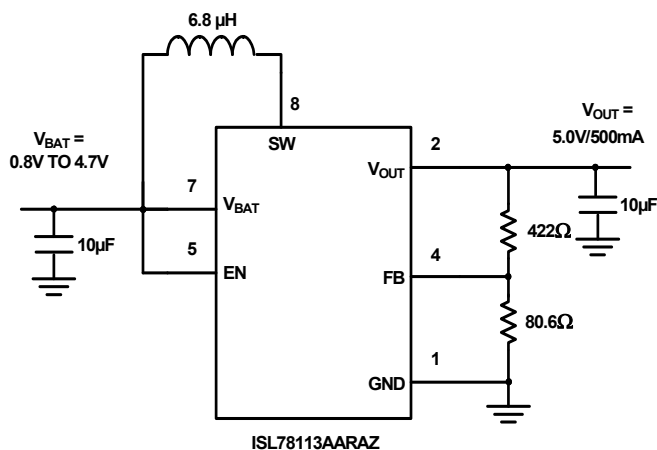 6.8 µH
8
SW
V_BAT =
0.8V TO 4.7V
7
V_BAT
10µF
5
EN
2
V_OUT
V_OUT =
5.0V/500mA
10µF
422Ω
4
FB
80.6Ω
1
GND
ISL78113AARAZ